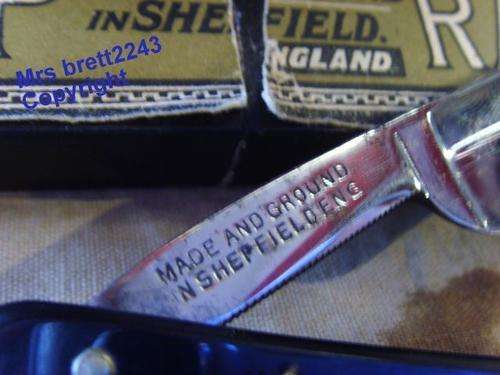 IN SHEFFIELD.
ENGLAND
R
Mrs brett2243
Copyright
MADE AND GROUND
IN SHEFFIELD ENG